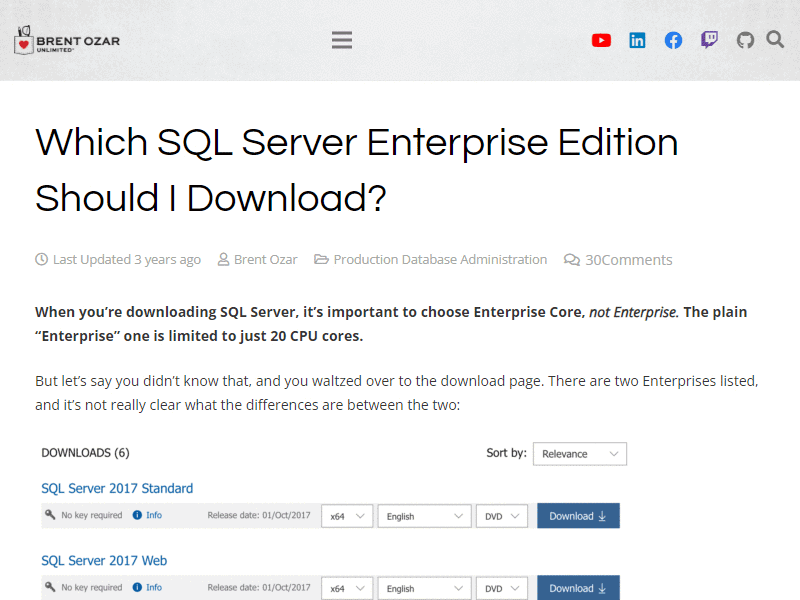 BRENT OZAR
UNLIMITED®
Which SQL Server Enterprise Edition
Should I Download?
Last Updated 3 years ago Brent Ozar Production Database Administration 30Comments
When you’re downloading SQL Server, it’s important to choose Enterprise Core, not Enterprise. The plain
“Enterprise” one is limited to just 20 CPU cores.
But let’s say you didn’t know that, and you waltzed over to the download page. There are two Enterprises listed,
and it’s not really clear what the differences are between the two:
DOWNLOADS (6) Sort by: Relevance
SQL Server 2017 Standard
No key required Info Release date: 01/Oct/2017 x64 English DVD Download
SQL Server 2017 Web
No key required Info Release date: 01/Oct/2017 x64 English DVD Download